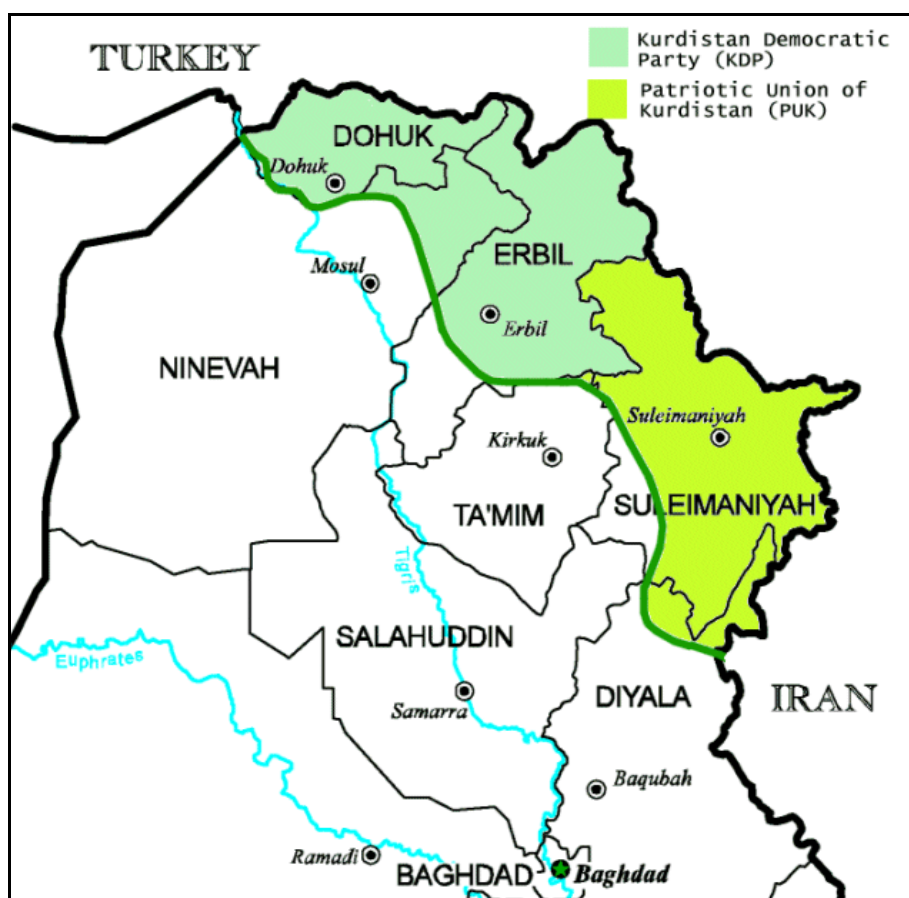 TURKEY
Kurdistan Democratic
Party (KDP)
Patriotic Union of
Kurdistan (PUK)
DOHUK
Dohuk
ERBIL
Mosul
Erbil
NINEVAH
Suleimaniyah
Kirkuk
SULEIMANIYAH
TA'MIM
Tigris
SALAHUDDIN
Euphrates
DIYALA
IRAN
Samarra
Baqubah
Ramadi
BAGHDAD
Baghdad